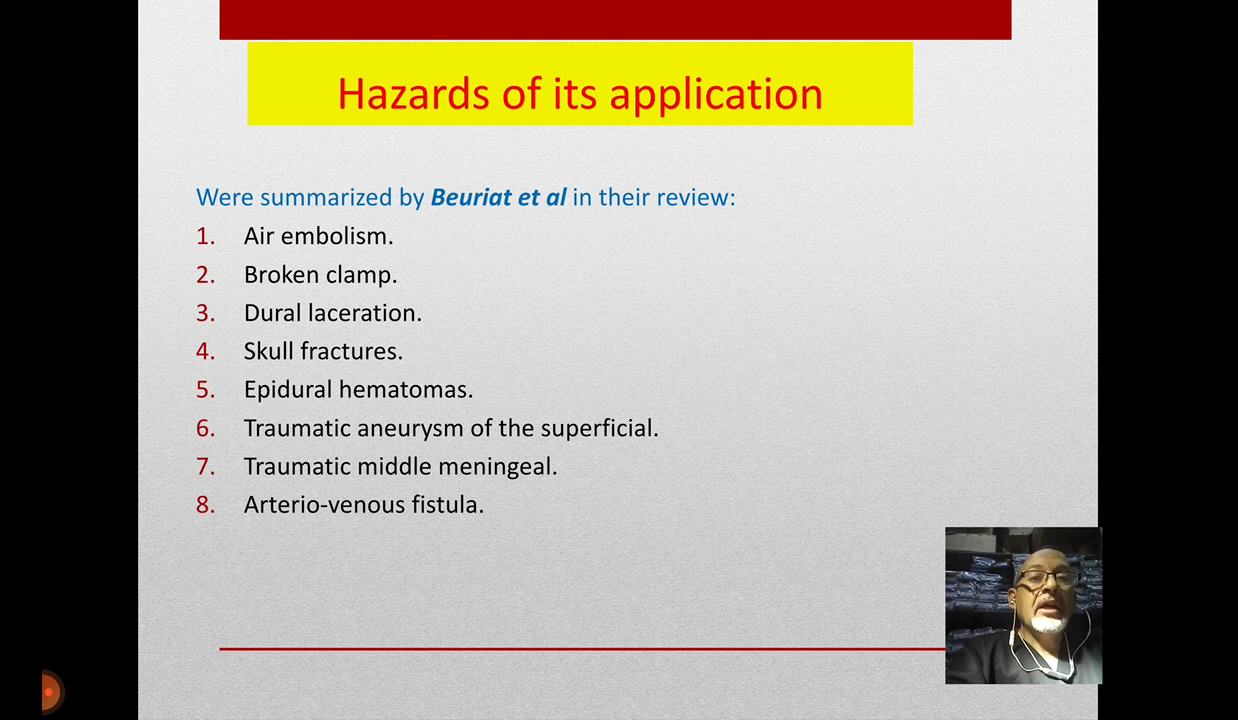 Hazards of its application
Were summarized by Beuriat et al in their review:
1. Air embolism.
2. Broken clamp.
3. Dural laceration.
4. Skull fractures.
5. Epidural hematomas.
6. Traumatic aneurysm of the superficial.
7. Traumatic middle meningeal.
8. Arterio-venous fistula.